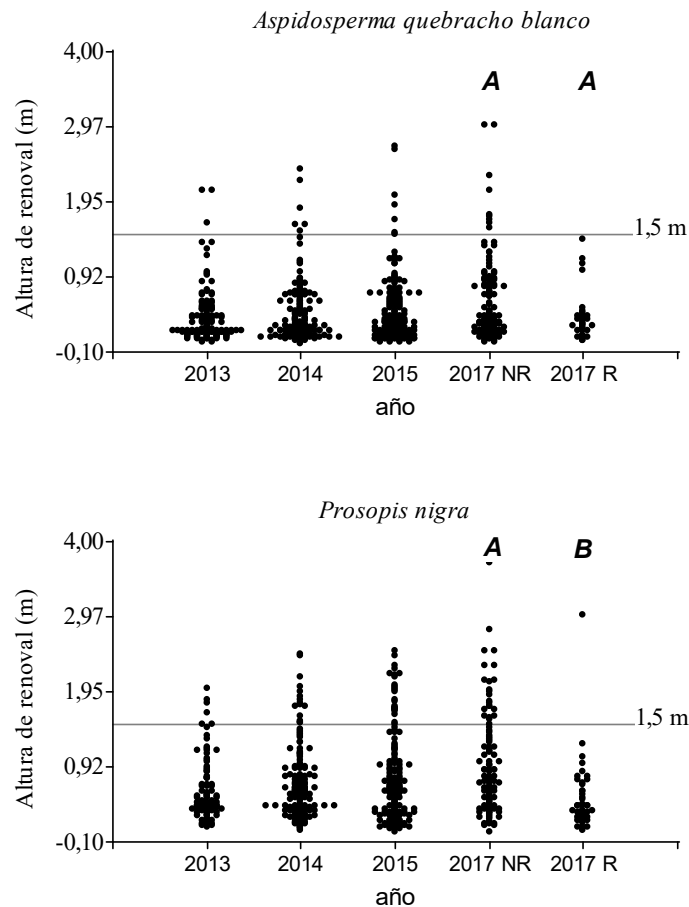 Aspidosperma quebracho blanco
4,00
A A
2,97
1,95
1,5 m
0,92
-0,10
Altura de renoval (m)
2013 2014 2015 2017 NR 2017 R
año
Prosopis nigra
4,00
A B
2,97
1,95
1,5 m
0,92
-0,10
Altura de renoval (m)
2013 2014 2015 2017 NR 2017 R
año